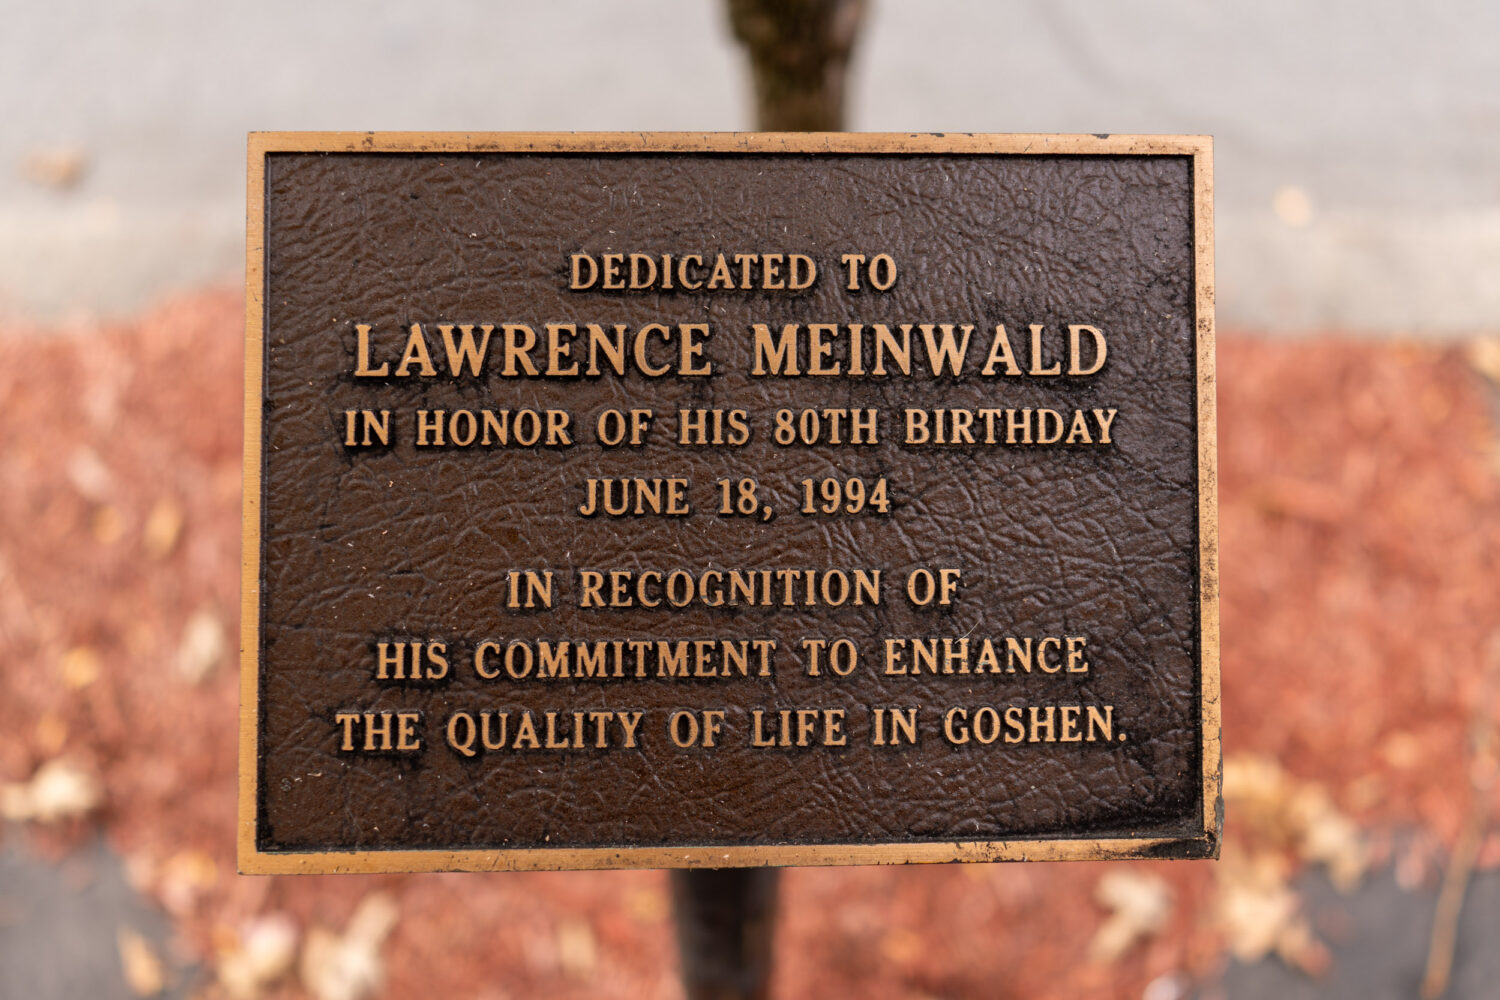 DEDICATED TO
LAWRENCE MEINWALD
IN HONOR OF HIS 80TH BIRTHDAY
JUNE 18, 1994
IN RECOGNITION OF
HIS COMMITMENT TO ENHANCE
THE QUALITY OF LIFE IN GOSHEN.